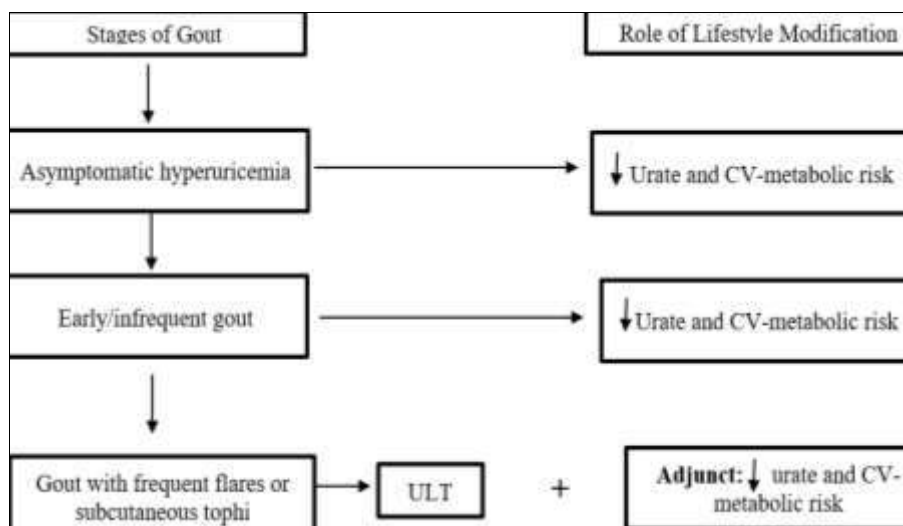 Stages of Gout
Role of Lifestyle Modification
Asymptomatic hyperuricemia
↓ Urate and CV-metabolic risk
Early/infrequent gout
↓ Urate and CV-metabolic risk
Gout with frequent flares or
subcutaneous tophi
ULT
+
Adjunct: ↓ urate and CV-
metabolic risk